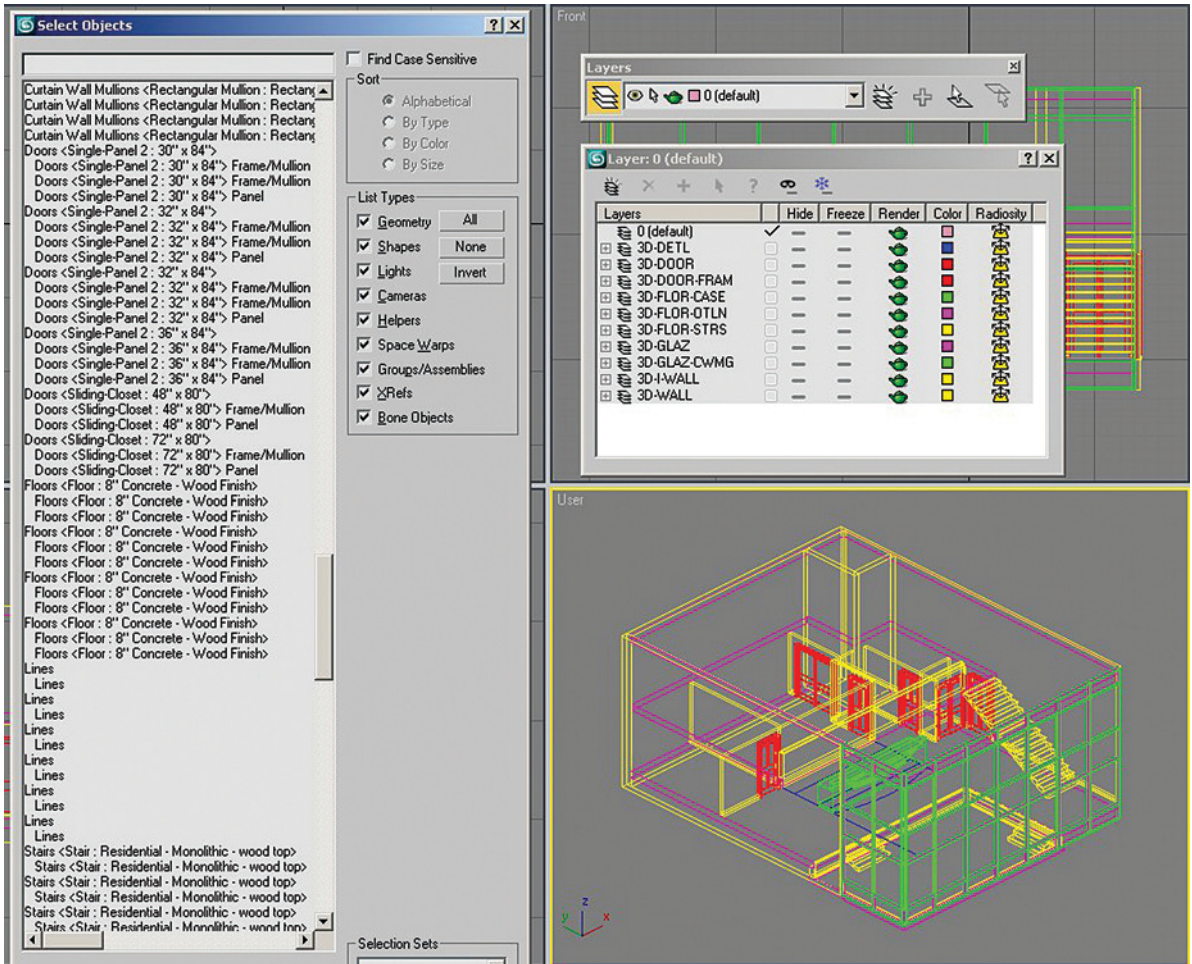 Select Objects
Find Case Sensitive
Curtain Wall Mullions <Rectangular Mullion : Rectang
Curtain Wall Mullions <Rectangular Mullion : Rectang
Curtain Wall Mullions <Rectangular Mullion : Rectang
Curtain Wall Mullions <Rectangular Mullion : Rectang
Doors <Single-Panel 2 : 30" x 84">
Doors <Single-Panel 2 : 30" x 84"> Frame/Mullion
Doors <Single-Panel 2 : 30" x 84"> Frame/Mullion
Doors <Single-Panel 2 : 30" x 84"> Panel
Doors <Single-Panel 2 : 32" x 84">
Doors <Single-Panel 2 : 32" x 84"> Frame/Mullion
Doors <Single-Panel 2 : 32" x 84"> Frame/Mullion
Doors <Single-Panel 2 : 32" x 84"> Panel
Doors <Single-Panel 2 : 32" x 84">
Doors <Single-Panel 2 : 32" x 84"> Frame/Mullion
Doors <Single-Panel 2 : 32" x 84"> Frame/Mullion
Doors <Single-Panel 2 : 32" x 84"> Panel
Doors <Single-Panel 2 : 36" x 84">
Doors <Single-Panel 2 : 36" x 84"> Frame/Mullion
Doors <Single-Panel 2 : 36" x 84"> Frame/Mullion
Doors <Single-Panel 2 : 36" x 84"> Panel
Doors <Sliding-Closet : 48" x 80">
Doors <Sliding-Closet : 48" x 80"> Frame/Mullion
Doors <Sliding-Closet : 48" x 80"> Panel
Doors <Sliding-Closet : 72" x 80">
Doors <Sliding-Closet : 72" x 80"> Frame/Mullion
Doors <Sliding-Closet : 72" x 80"> Panel
Floors <Floor : 8" Concrete - Wood Finish>
Floors <Floor : 8" Concrete - Wood Finish>
Floors <Floor : 8" Concrete - Wood Finish>
Floors <Floor : 8" Concrete - Wood Finish>
Floors <Floor : 8" Concrete - Wood Finish>
Floors <Floor : 8" Concrete - Wood Finish>
Floors <Floor : 8" Concrete - Wood Finish>
Floors <Floor : 8" Concrete - Wood Finish>
Floors <Floor : 8" Concrete - Wood Finish>
Floors <Floor : 8" Concrete - Wood Finish>
Floors <Floor : 8" Concrete - Wood Finish>
Floors <Floor : 8" Concrete - Wood Finish>
Lines
Lines
Lines
Lines
Lines
Lines
Lines
Lines
Lines
Lines
Lines
Lines
Stairs <Stair : Residential - Monolithic - wood top>
Stairs <Stair : Residential - Monolithic - wood top>
Stairs <Stair : Residential - Monolithic - wood top>
Stairs <Stair : Residential - Monolithic - wood top>
Stairs <Stair : Residential - Monolithic - wood top>
Stairs <Stair : Residential - Monolithic - wood top>
Sort
Alphabetical
By Type
By Color
By Size
List Types
Geometry All
Shapes None
Lights Invert
Cameras
Helpers
Space Warps
Groups/Assemblies
XRefs
Bone Objects
Selection Sets
Front
Layers
0 (default)
Layer: 0 (default)
Layers Hide Freeze Render Color Radiosity
0 (default)
3D-DETL
3D-DOOR
3D-DOOR-FRAM
3D-FLOR-CASE
3D-FLOR-OTLN
3D-FLOR-STRS
3D-GLAZ
3D-GLAZ-CWMG
3D-I-WALL
3D-WALL
User
z
y x